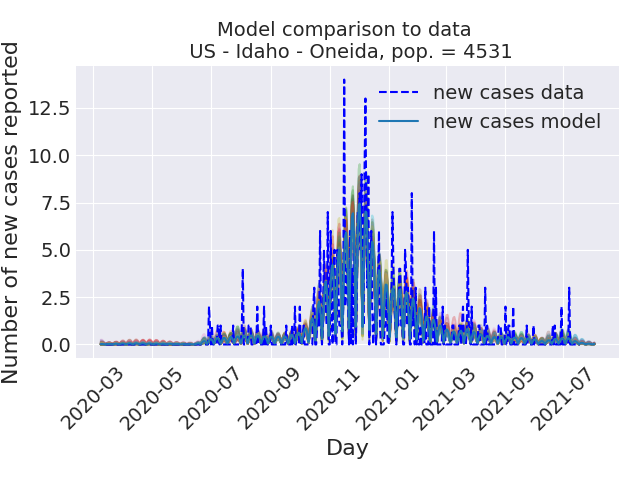 Model comparison to data
US - Idaho - Oneida, pop. = 4531
Number of new cases reported
12.5
10.0
7.5
5.0
2.5
0.0
new cases data
new cases model
2020-03
2020-05
2020-07
2020-09
2020-11
2021-01
2021-03
2021-05
2021-07
Day